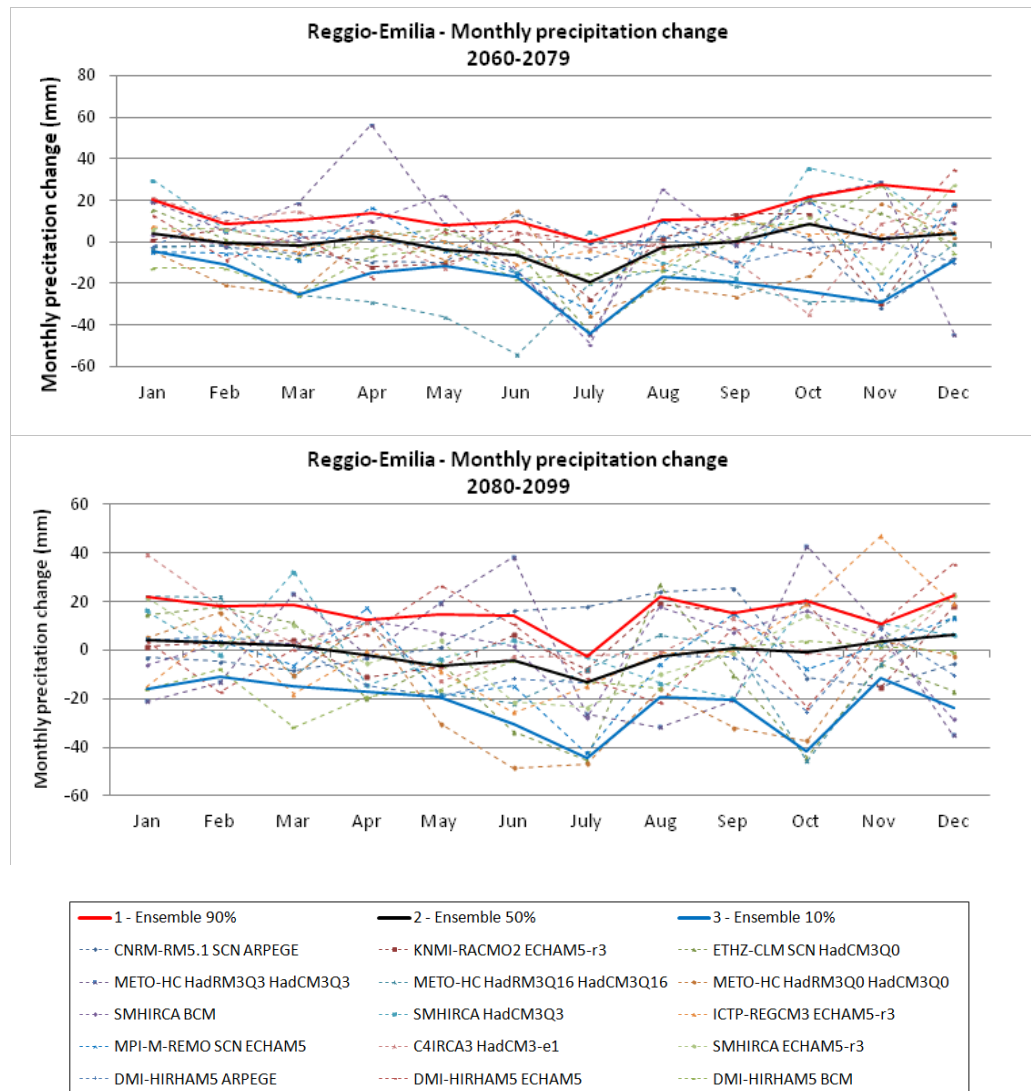 Reggio-Emilia - Monthly precipitation change
2060-2079
Monthly precitation change (mm)
80
60
40
20
0
-20
-40
-60
Jan Feb Mar Apr May Jun July Aug Sep Oct Nov Dec
Reggio-Emilia - Monthly precipitation change
2080-2099
Monthly precipitation change (mm)
60
40
20
0
-20
-40
-60
Jan Feb Mar Apr May Jun July Aug Sep Oct Nov Dec
1 - Ensemble 90% 2 - Ensemble 50% 3 - Ensemble 10%
CNRM-RM5.1 SCN ARPEGE KNMI-RACMO2 ECHAM5-r3 ETHZ-CLM SCN HadCM3Q0
METO-HC HadRM3Q3 HadCM3Q3 METO-HC HadRM3Q16 HadCM3Q16 METO-HC HadRM3Q0 HadCM3Q0
SMHIRCA BCM SMHIRCA HadCM3Q3 ICTP-REGCM3 ECHAM5-r3
MPI-M-REMO SCN ECHAM5 C4IRCA3 HadCM3-e1 SMHIRCA ECHAM5-r3
DMI-HIRHAM5 ARPEGE DMI-HIRHAM5 ECHAM5 DMI-HIRHAM5 BCM